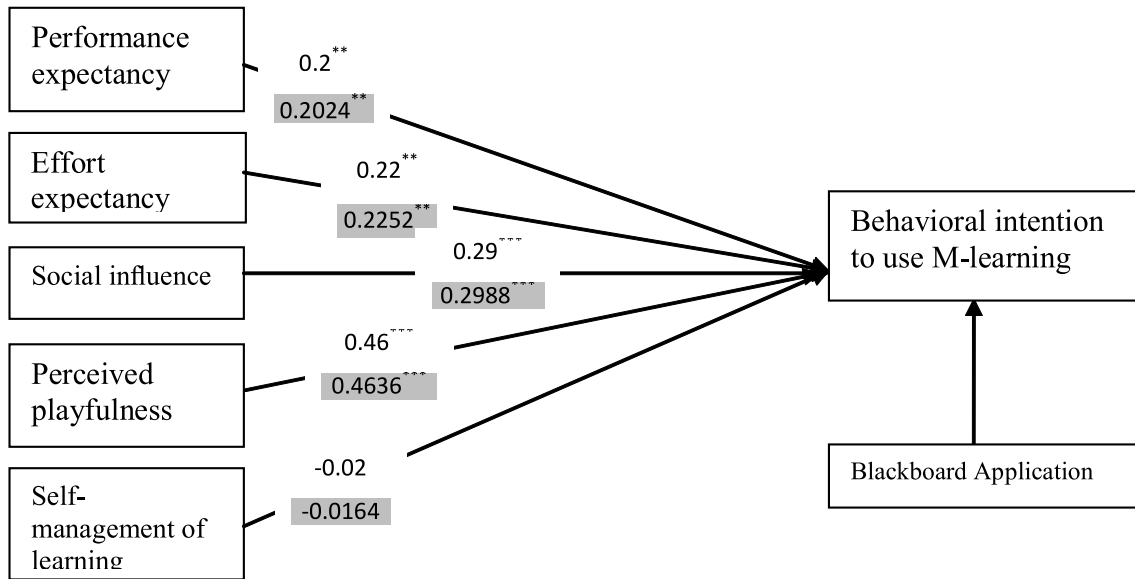 Performance
expectancy
0.2**
0.2024**
Effort
expectancy
0.22**
0.2252**
Social influence
0.29***
0.2988***
Perceived
playfulness
0.46***
0.4636***
Self-
management of
learning
-0.02
-0.0164
Behavioral intention
to use M-learning
Blackboard Application